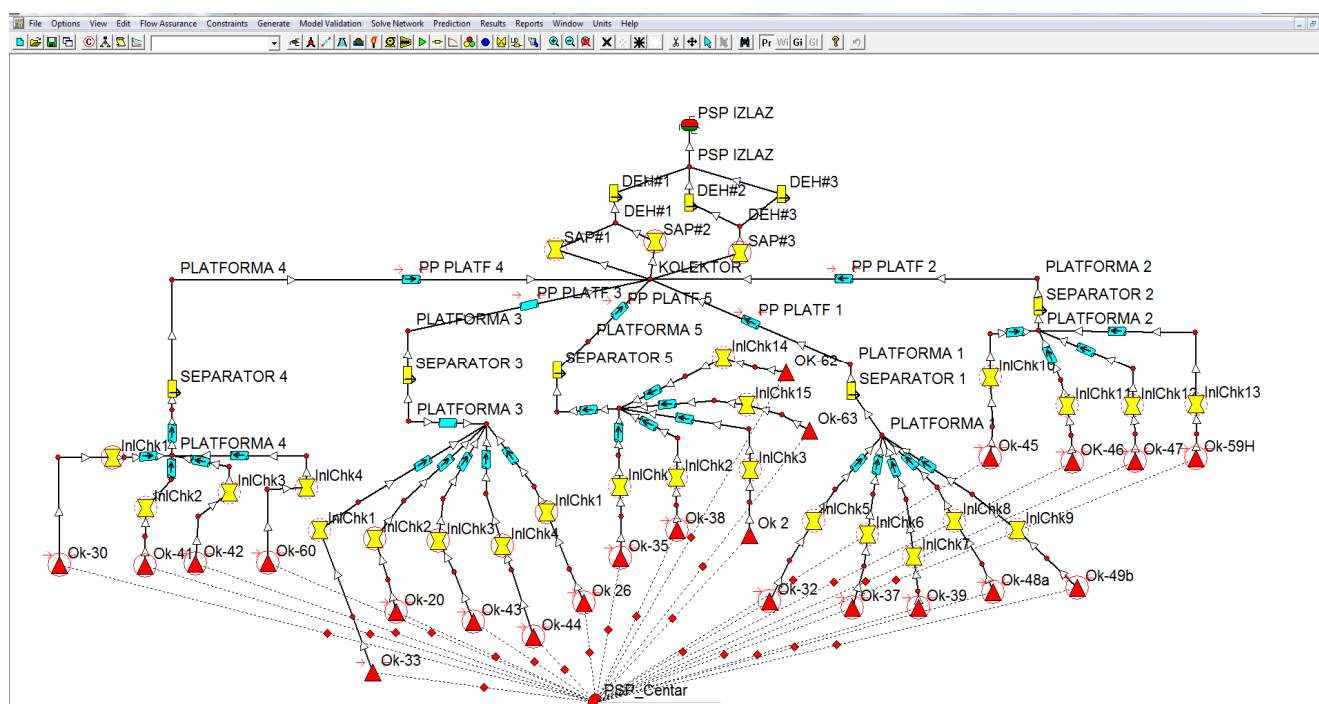 File Options View Edit Flow Assurance Constraints Generate Model Validation Solve Network Prediction Results Reports Window Units Help
Pr Wi Gi GI
PSP IZLAZ
PSP IZLAZ
DEH#1 DEH#2 DEH#3
DEH#1 DEH#3
SAP#1 SAP#2 SAP#3
PLATFORMA 4 PP PLATF 4 KOLEKTOR PP PLATF 2 PLATFORMA 2
PP PLATF 3 PP PLATF 5 PP PLATF 1 SEPARATOR 2
PLATFORMA 3 PLATFORMA 5 PLATFORMA 2
InlChk14
SEPARATOR 4 SEPARATOR 3 SEPARATOR 5 OK-62 PLATFORMA 1 InlChk10
SEPARATOR 1
InlChk15 InlChk11 InlChk12 InlChk13
PLATFORMA 3 Ok-63 PLATFORMA
InlChk1 PLATFORMA 4 Ok-45 OK-46 Ok-47 Ok-59H
InlChk2 InlChk3 InlChk4 InlChk2 InlChk3
InlChk1 InlChk2 InlChk3 InlChk4 InlChk1 InlChk5 InlChk6 InlChk7 InlChk8 InlChk9
Ok-38 Ok 2
Ok-30 Ok-41 Ok-42 Ok-60 Ok-35
Ok-20 Ok-43 Ok-44 Ok 26 Ok-32 Ok-37 Ok-39 Ok-48a Ok-49b
Ok-33
PSP_Centar